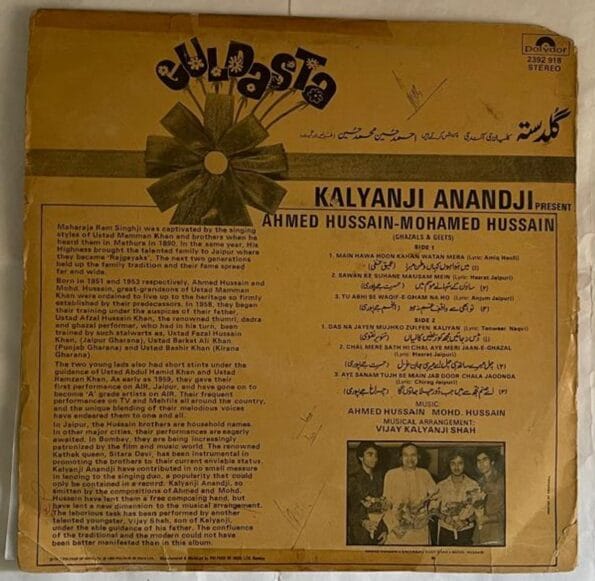 GULDASTA
Polydor
2392 918
STEREO
گلدستہ
KALYANJI ANANDJI PRESENT
AHMED HUSSAIN-MOHAMED HUSSAIN
(GHAZALS & GEETS)
SIDE 1
1. MAIN HAWA HOON KAHAN WATAN MERA (Lyric: Amiq Hanfi)
2. SAWAN KE SUHANE MAUSAM MEIN (Lyric: Hasrat Jaipuri)
3. TU ABHI SE WAQIF-E-GHAM NA HO (Lyric: Anjum Jaipuri)
SIDE 2
1. DAS NA JAYEN MUJHKO ZULFEN KALIYAN (Lyric: Tanweer Naqvi)
2. CHAL MERE SATH HI CHAL AYE MERI JAAN-E-GHAZAL
(Lyric: Hasrat Jaipuri)
3. AYE SANAM TUJH SE MAIN JAB DOOR CHALA JAOONGA
(Lyric: Chirag Jaipuri)
MUSIC:
AHMED HUSSAIN MOHD. HUSSAIN
MUSICAL ARRANGEMENT:
VIJAY KALYANJI SHAH
Maharaja Ram Singhji was captivated by the singing
styles of Ustad Mamman Khan and brothers when he
heard them in Mathura in 1890. In the same year, His
Highness brought the talented family to Jaipur where
they became 'Rajgayaks'. The next two generations
held up the family tradition and their fame spread
far and wide.
Born in 1951 and 1953 respectively, Ahmed Hussain and
Mohd. Hussain, great-grandsons of Ustad Mamman
Khan were ordained to live up to the heritage so firmly
established by their predecessors. In 1958, they began
their training under the auspices of their father,
Ustad Afzal Hussain Khan, the renowned thumri, dadra
and ghazal performer, who had in his turn, been
trained by such stalwarts as, Ustad Fazal Hussain
Khan, (Jaipur Gharana), Ustad Barkat Ali Khan
(Punjab Gharana) and Ustad Bashir Khan (Kirana
Gharana)
The two young lads also had short stints under the
guidance of Ustad Abdul Hamid Khan and Ustad
Ramzan Khan. As early as 1959, they gave their
first performance on AIR, Jaipur, and have gone on to
become 'A' grade artists on AIR. Their frequent
performances on TV and Mehfils all around the country,
and the unique blending of their melodious voices
have endeared them to one and all.
In Jaipur, the Hussain brothers are household names.
In other major cities, their performances are eagerly
awaited. In Bombay, they are being increasingly
patronized by the film and music world. The renowned
Kathak queen, Sitara Devi, has been instrumental in
promoting the brothers to their current enviable status.
Kalyanji Anandji have contributed in no small measure
in lending to the singing duo, a popularity that could
only be contained in a record. Kalyanji Anandji, so
smitten by the compositions of Ahmed and Mohd.
Hussain have lent them a free composing hand, but
have lent a new dimension to the musical arrangement.
The laborious task has been performed by another
talented youngster, Vijay Shah, son of Kalyanji,
under the able guidance of his father. The confluence
of the traditional and the modern could not have
been better manifested than in this album.